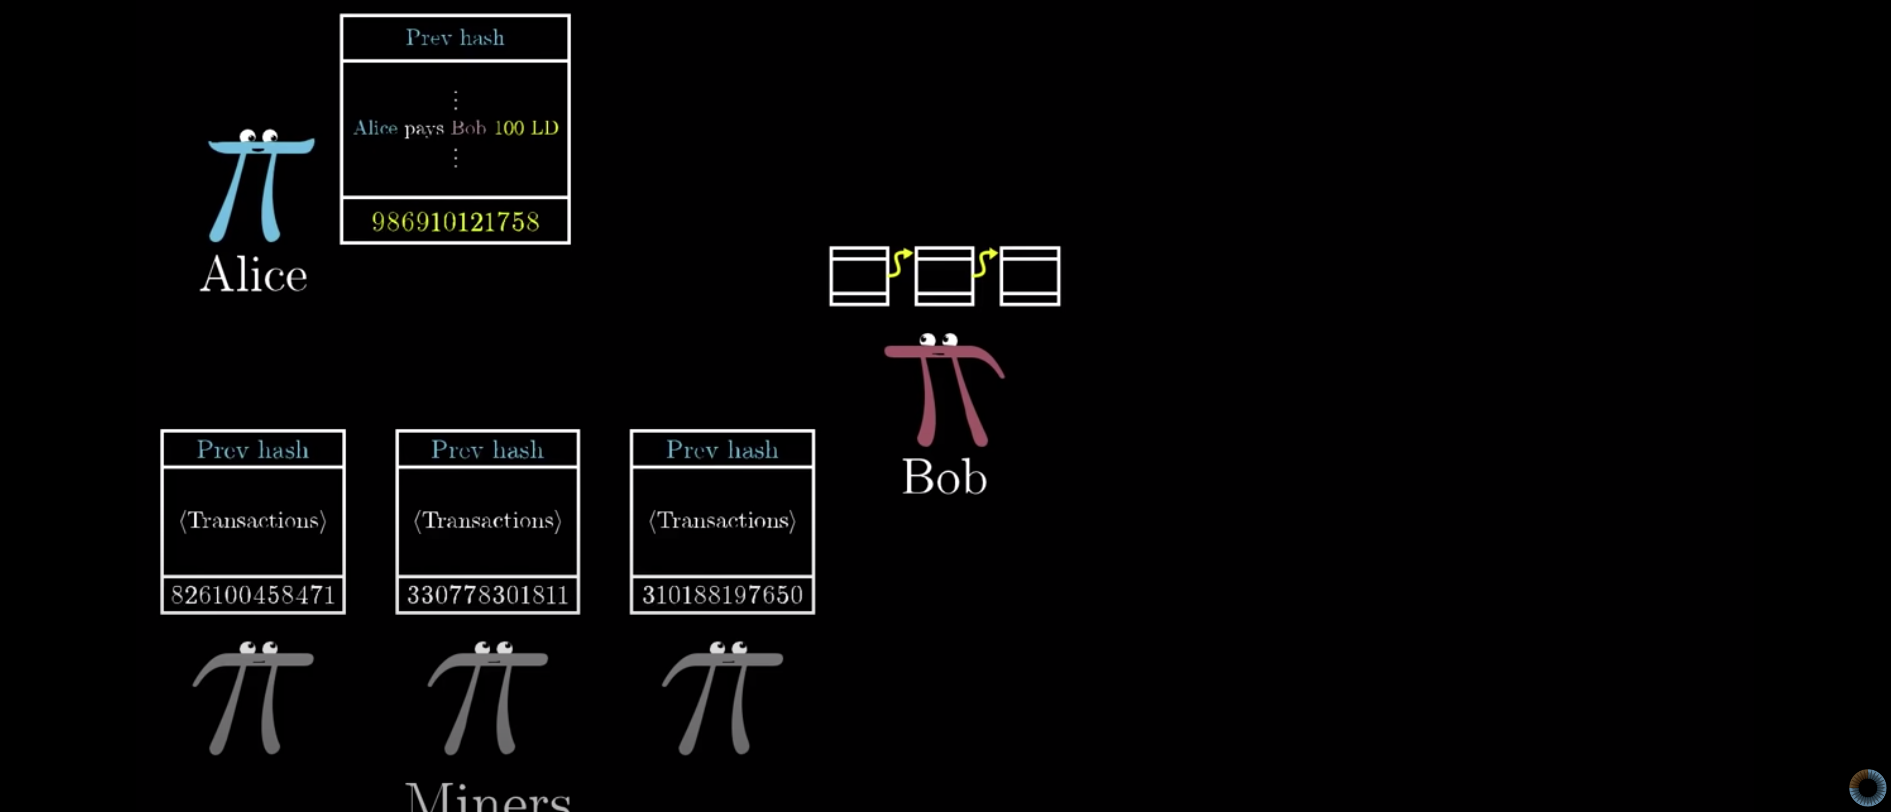 Prev hash
⋮
Alice pays Bob 100 LD
⋮
986910121758
Alice
Bob
Prev hash
⟨Transactions⟩
826100458471
Prev hash
⟨Transactions⟩
330778301811
Prev hash
⟨Transactions⟩
310188197650
Miners